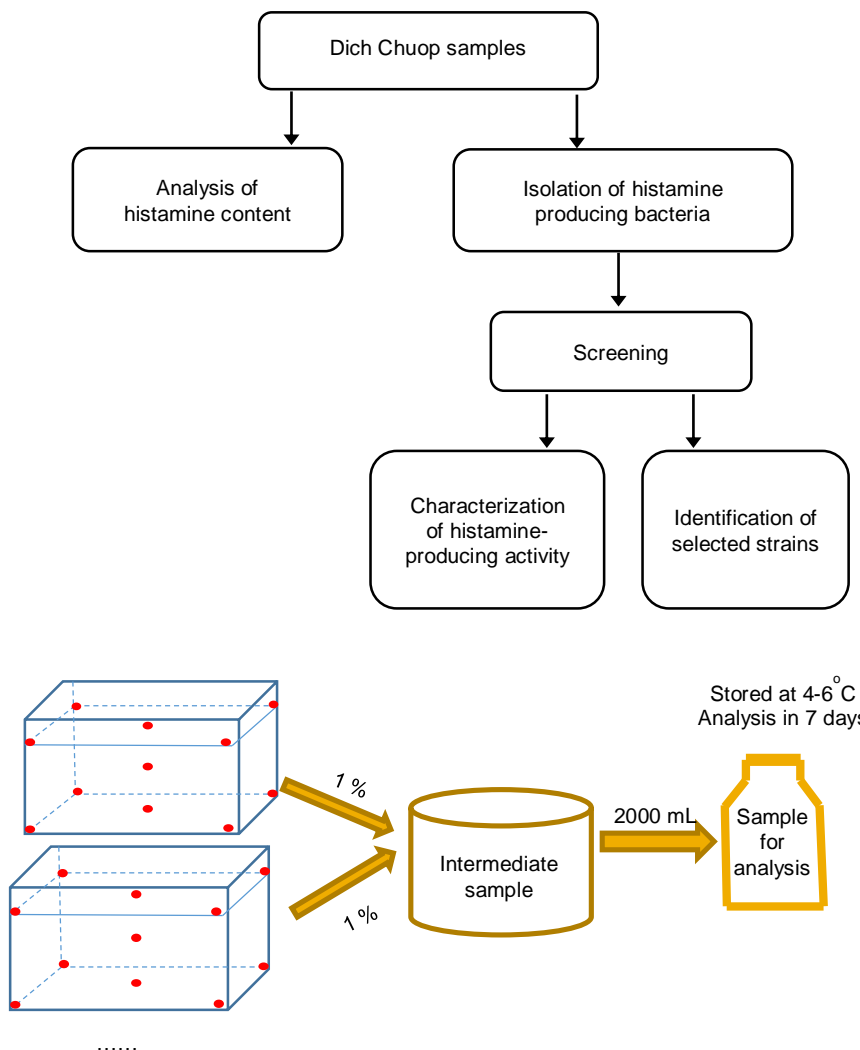 Dich Chuop samples
Analysis of
histamine content
Isolation of histamine
producing bacteria
Screening
Characterization
of histamine-
producing activity
Identification of
selected strains
Stored at 4-6°C
Analysis in 7 days
1 %
1 %
Intermediate
sample
2000 mL
Sample
for
analysis
......